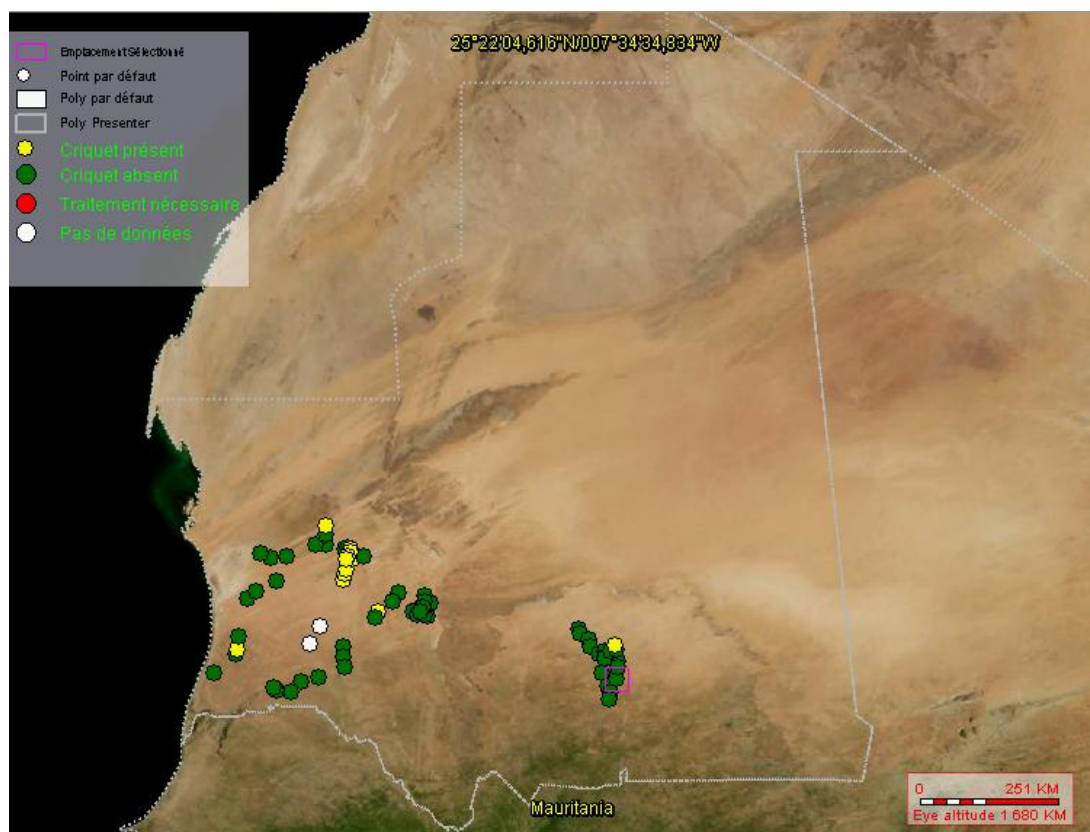 25°22'04,616"N/007°34'34,834"W
Emplacement Sélectionné
Point par défaut
Poly par défaut
Poly Presenter
Criquet présent
Criquet absent
Traitement nécessaire
Pas de données
0 251 KM
Eye altitude 1 680 KM
Mauritania